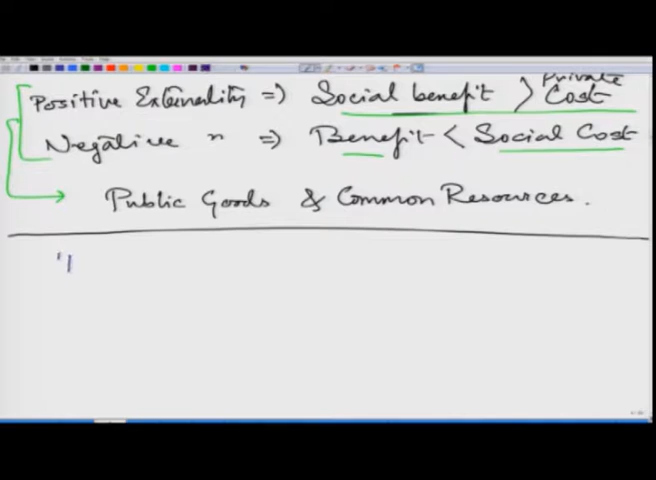 Positive Externality => Social benefit > Private Cost
Negative " => Benefit < Social Cost
Public Goods & Common Resources.